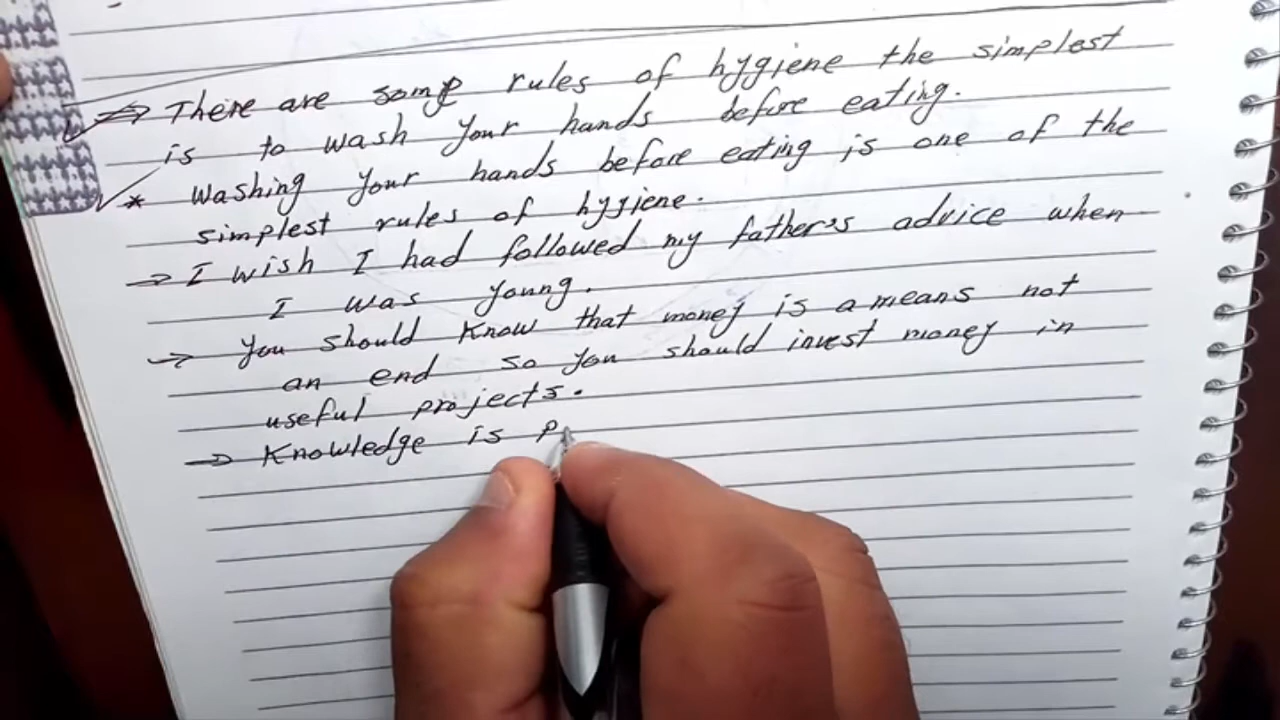 ⇒ There are some rules of hygiene the simplest
is to wash your hands before eating.
* washing your hands before eating is one of the
simplest rules of hygiene.
→ I wish I had followed my father's advice when
I was young.
→ you should know that money is a means not
an end so you should invest money in
useful projects.
→ Knowledge is p